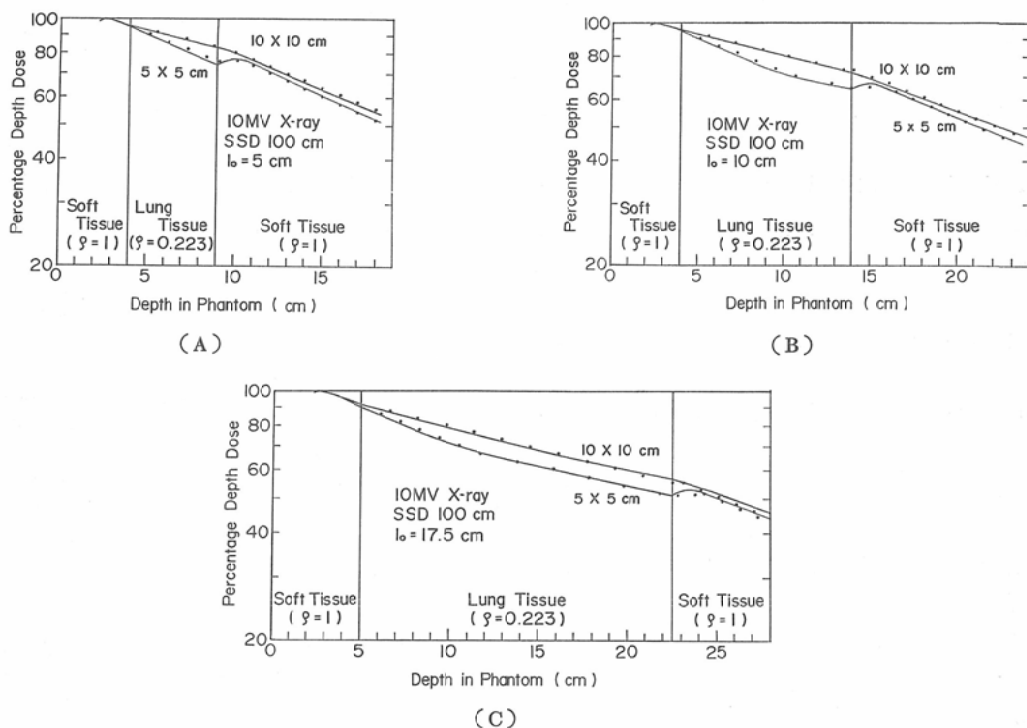 Percentage Depth Dose
100
80
60
40
20
10 X 10 cm
5 X 5 cm
10MV X-ray
SSD 100 cm
lo = 5 cm
Soft Tissue (ρ=1)
Lung Tissue (ρ=0.223)
Soft Tissue (ρ=1)
0 5 10 15
Depth in Phantom ( cm )
(A)
Percentage Depth Dose
100
80
60
40
20
10 X 10 cm
5 x 5 cm
10MV X-ray
SSD 100 cm
lo = 10 cm
Soft Tissue (ρ=1)
Lung Tissue (ρ=0.223)
Soft Tissue (ρ=1)
0 5 10 15 20
Depth in Phantom ( cm )
(B)
Percentage Depth Dose
100
80
60
40
20
10 X 10 cm
5 X 5 cm
10MV X-ray
SSD 100 cm
lo = 17.5 cm
Soft Tissue (ρ=1)
Lung Tissue (ρ=0.223)
Soft Tissue (ρ=1)
0 5 10 15 20 25
Depth in Phantom ( cm )
(C)